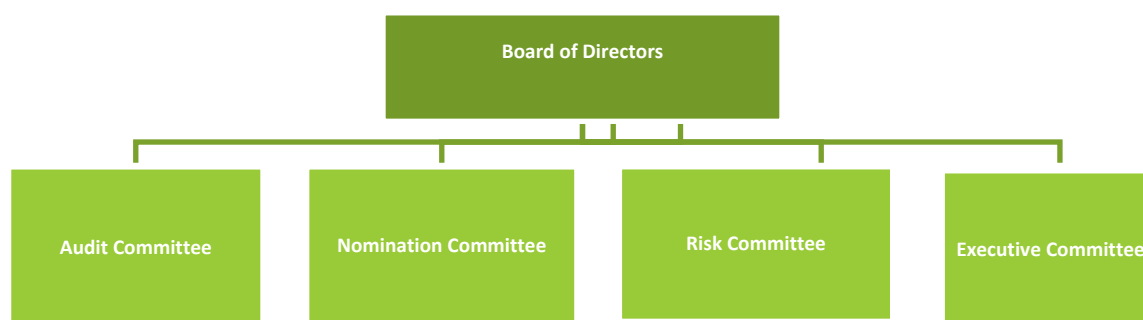 Board of Directors
Audit Committee
Nomination Committee
Risk Committee
Executive Committee